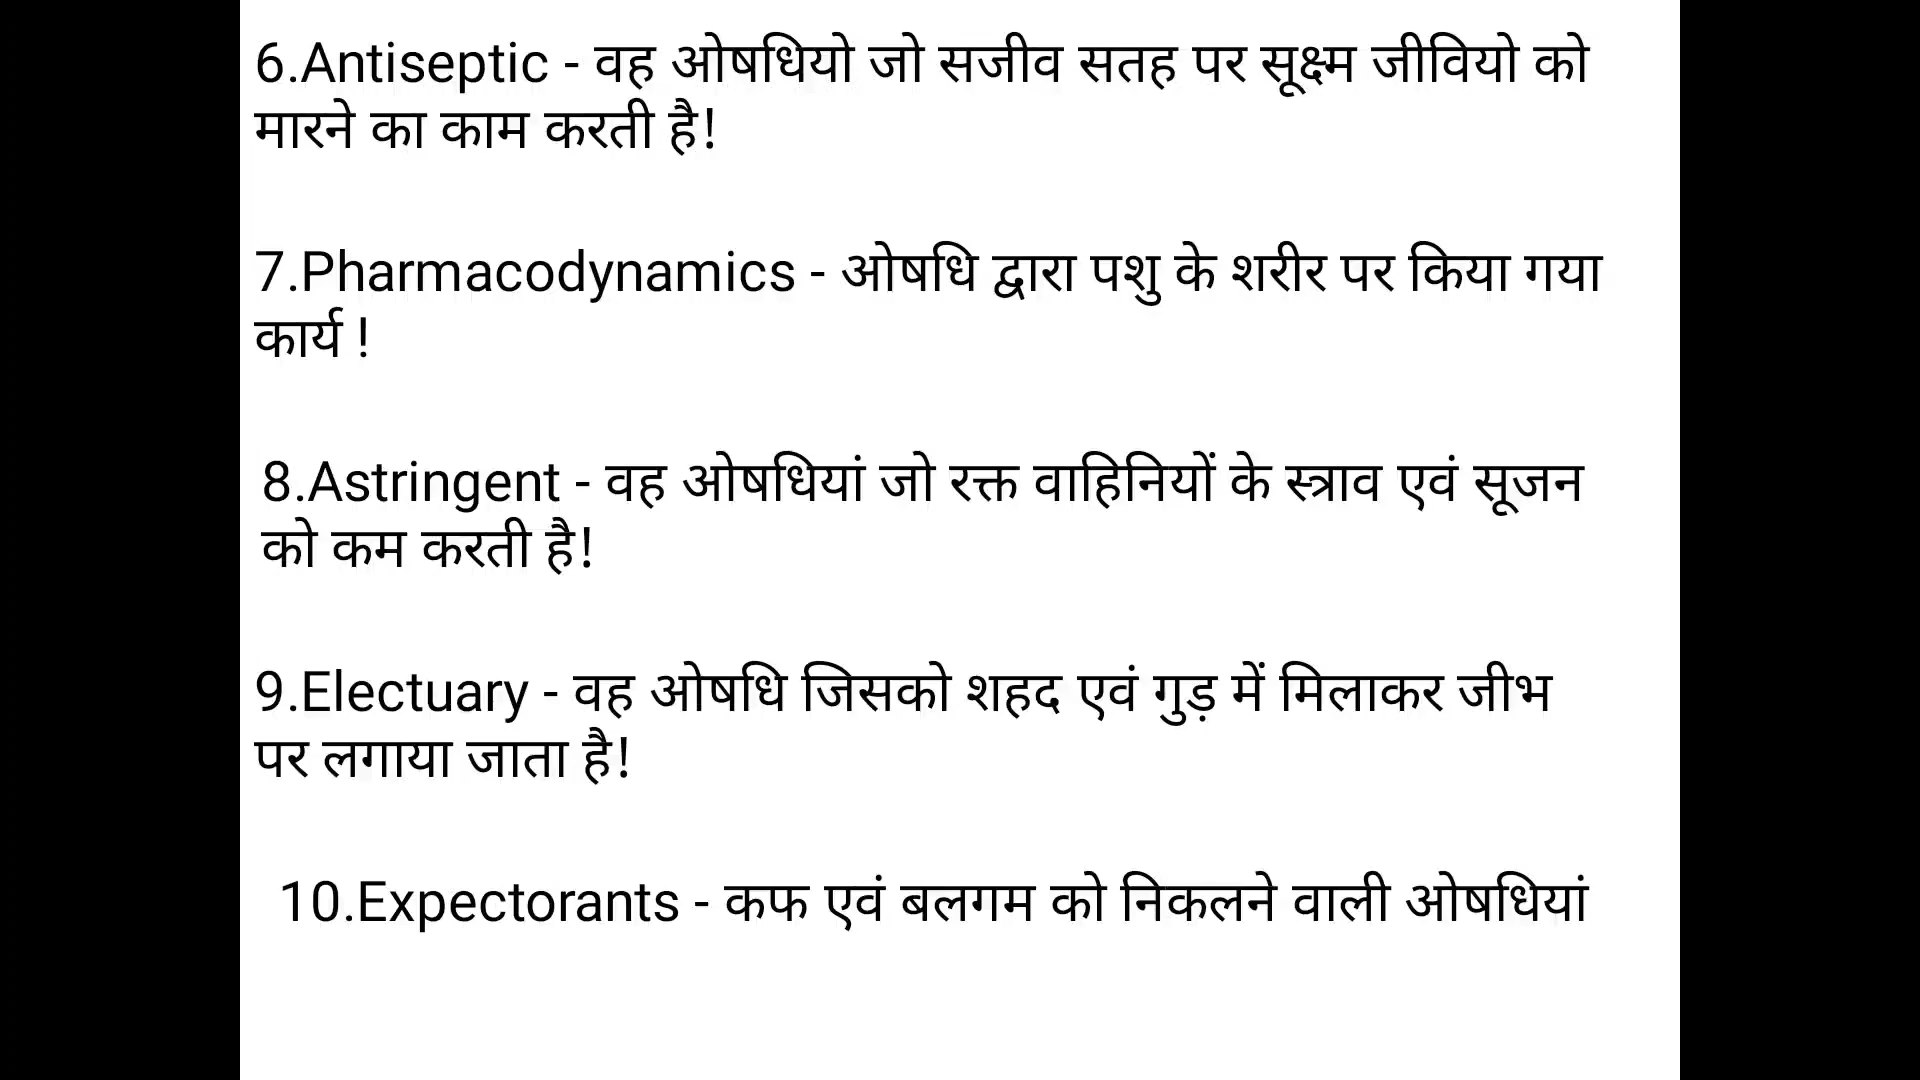 6.Antiseptic - वह ओषधियो जो सजीव सतह पर सूक्ष्म जीवियो को
मारने का काम करती है!
7.Pharmacodynamics - ओषधि द्वारा पशु के शरीर पर किया गया
कार्य !
8.Astringent - वह ओषधियां जो रक्त वाहिनियों के स्त्राव एवं सूजन
को कम करती है!
9.Electuary - वह ओषधि जिसको शहद एवं गुड़ में मिलाकर जीभ
पर लगाया जाता है!
10.Expectorants - कफ एवं बलगम को निकलने वाली ओषधियां